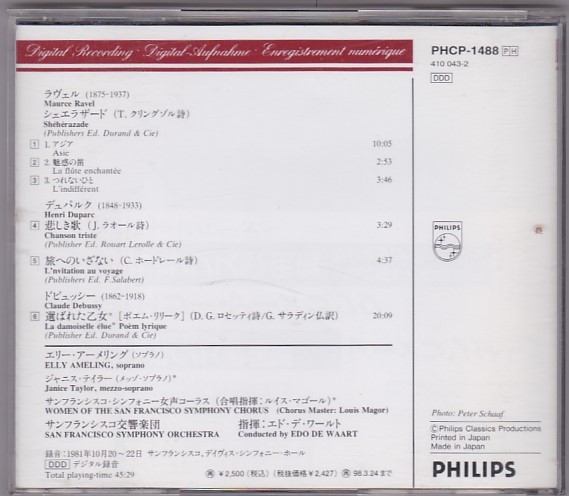 Digital Recording · Digital-Aufnahme · Enregistrement numérique
PHCP-1488 PH
410 043-2
DDD
ラヴェル (1875-1937)
Maurce Ravel
シェエラザード (T. クリングゾル詩)
Shéhérazade
(Publishers Ed. Durand & Cie)
1 1. アジア 10:05
Asie
2 2. 魅惑の笛 2:53
La flûte enchantée
3 3. つれないひと 3:46
L'indifférent
デュパルク (1848-1933)
Henri Duparc
4 悲しき歌 (J. ラオール詩) 3:29
Chanson triste
(Publisher Ed. Rouart Lerolle & Cie)
5 旅へのいざない (C. ボードレール詩) 4:37
L'nvitation au voyage
(Publishers Ed. F.Salabert)
ドビュッシー (1862-1918)
Claude Debussy
6 選ばれた乙女* [ポエム・リリーク] (D. G. ロセッティ詩/G. サラディン仏訳) 20:09
La damoiselle élue* Poèm lyrique
(Publisher Ed. Durand & Cie)
エリー・アーメリング (ソプラノ)
ELLY AMELING, soprano
ジャニス・テイラー (メッゾ・ソプラノ)*
Janice Taylor, mezzo-soprano
サンフランシスコ・シンフォニー女声コーラス (合唱指揮：ルイス・マゴール)*
WOMEN OF THE SAN FRANCISCO SYMPHONY CHORUS (Chorus Master: Louis Magor)
サンフランシスコ交響楽団 指揮：エド・デ・ワールト
SAN FRANCISCO SYMPHONY ORCHESTRA Conducted by EDO DE WAART
録音：1981年10月20〜22日 サンフランシスコ、デイヴィス・シンフォニー・ホール
DDD デジタル録音 ¥2,500 (税込) (税抜価格 ¥2,427) 98.3.24まで
Total playing-time 45:29
PHILIPS
Photo: Peter Schaaf
Ⓒ Philips Classics Productions
Printed in Japan
Made in Japan
PHILIPS